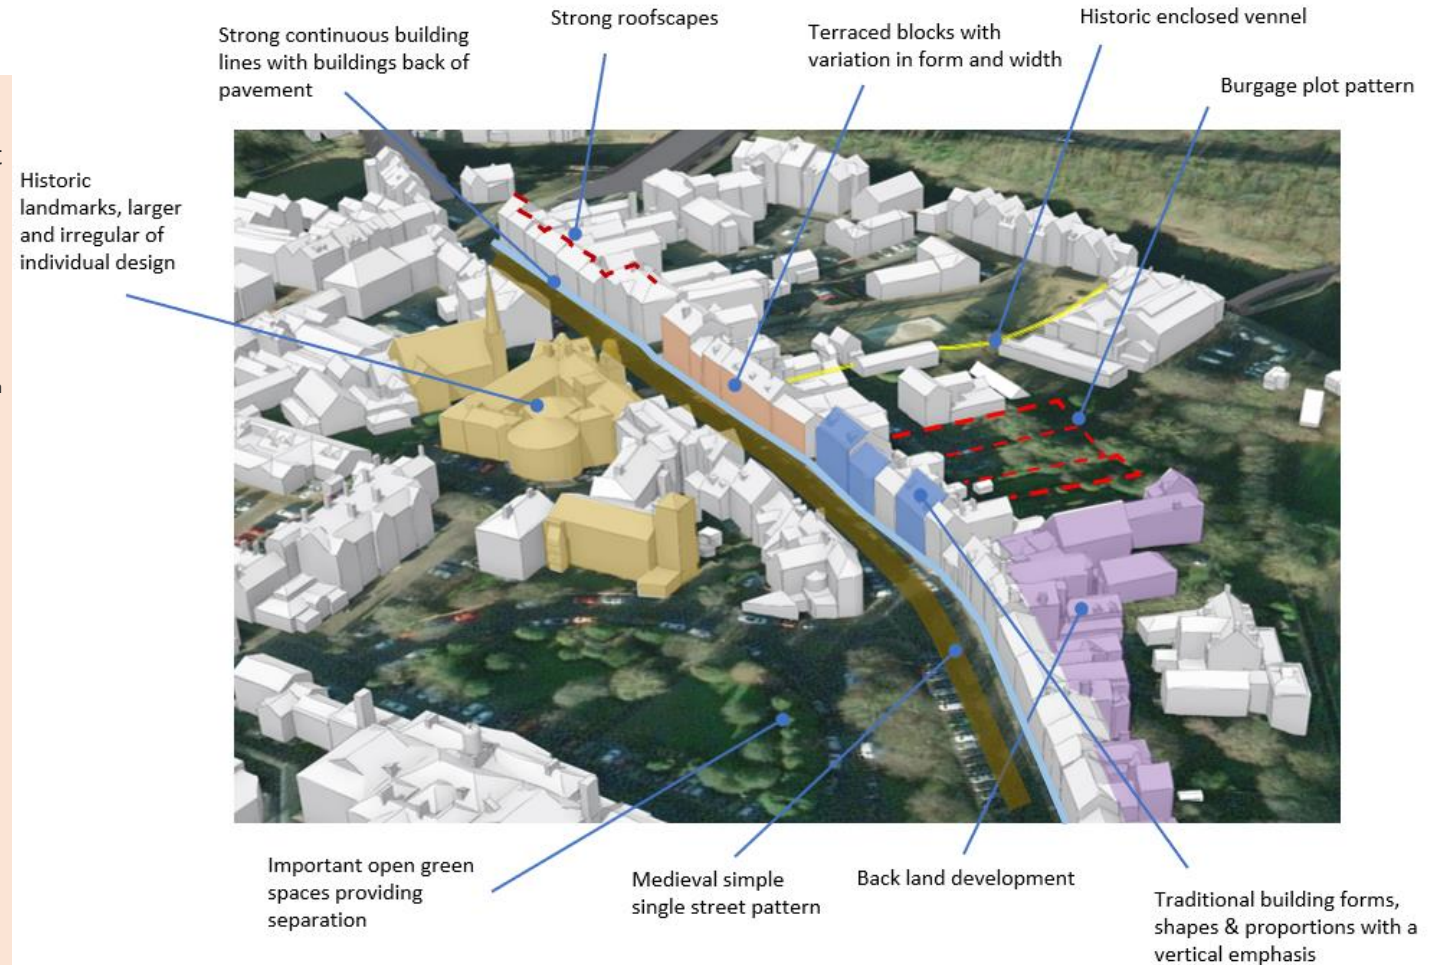 Strong roofscapes
Historic enclosed vennel
Strong continuous building
lines with buildings back of
pavement
Terraced blocks with
variation in form and width
Burgage plot pattern
Historic
landmarks, larger
and irregular of
individual design
Important open green
spaces providing
separation
Medieval simple
single street pattern
Back land development
Traditional building forms,
shapes & proportions with a
vertical emphasis